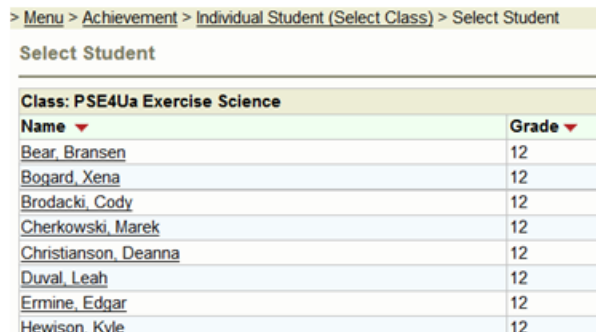 > Menu > Achievement > Individual Student (Select Class) > Select Student
Select Student
Class: PSE4Ua Exercise Science
Name Grade
Bear, Bransen 12
Bogard, Xena 12
Brodacki, Cody 12
Cherkowski, Marek 12
Christianson, Deanna 12
Duval, Leah 12
Ermine, Edgar 12
Hewison, Kyle 12